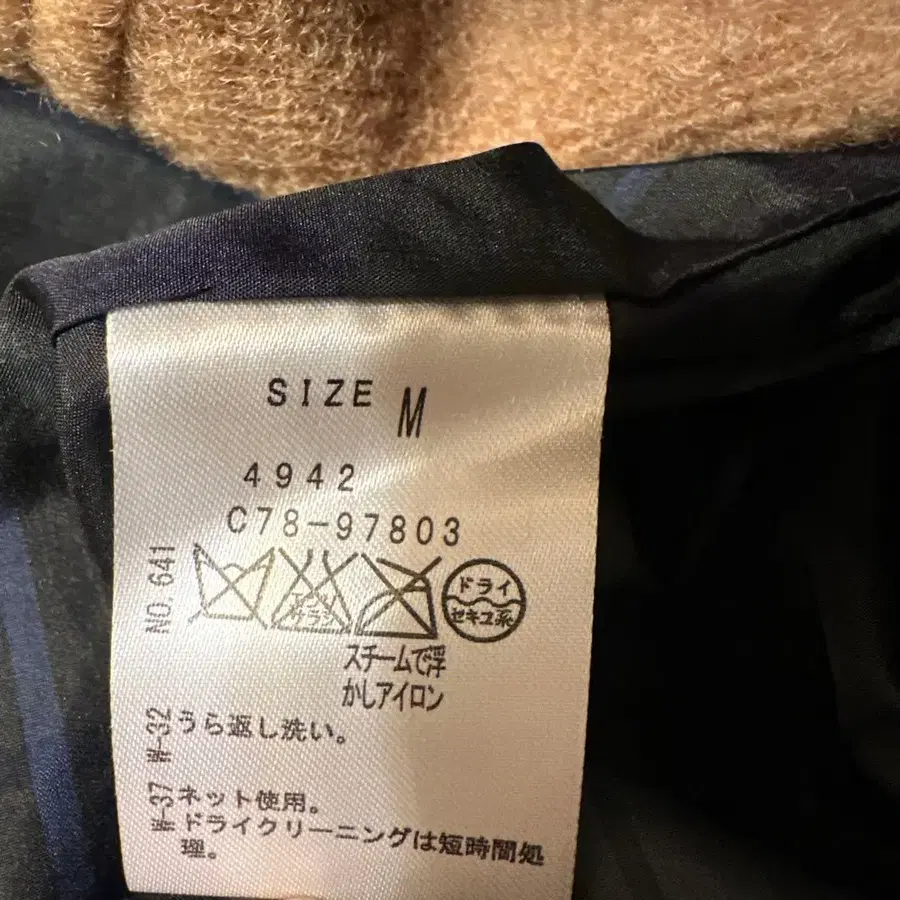 SIZE M
4942
C78-97803
NO. 641
エンソ
サラシ
ドライ
セキユ系
スチームで浮
かしアイロン
W-32 うら返し洗い。
W-37 ネット使用。
ドライクリーニングは短時間処
理。